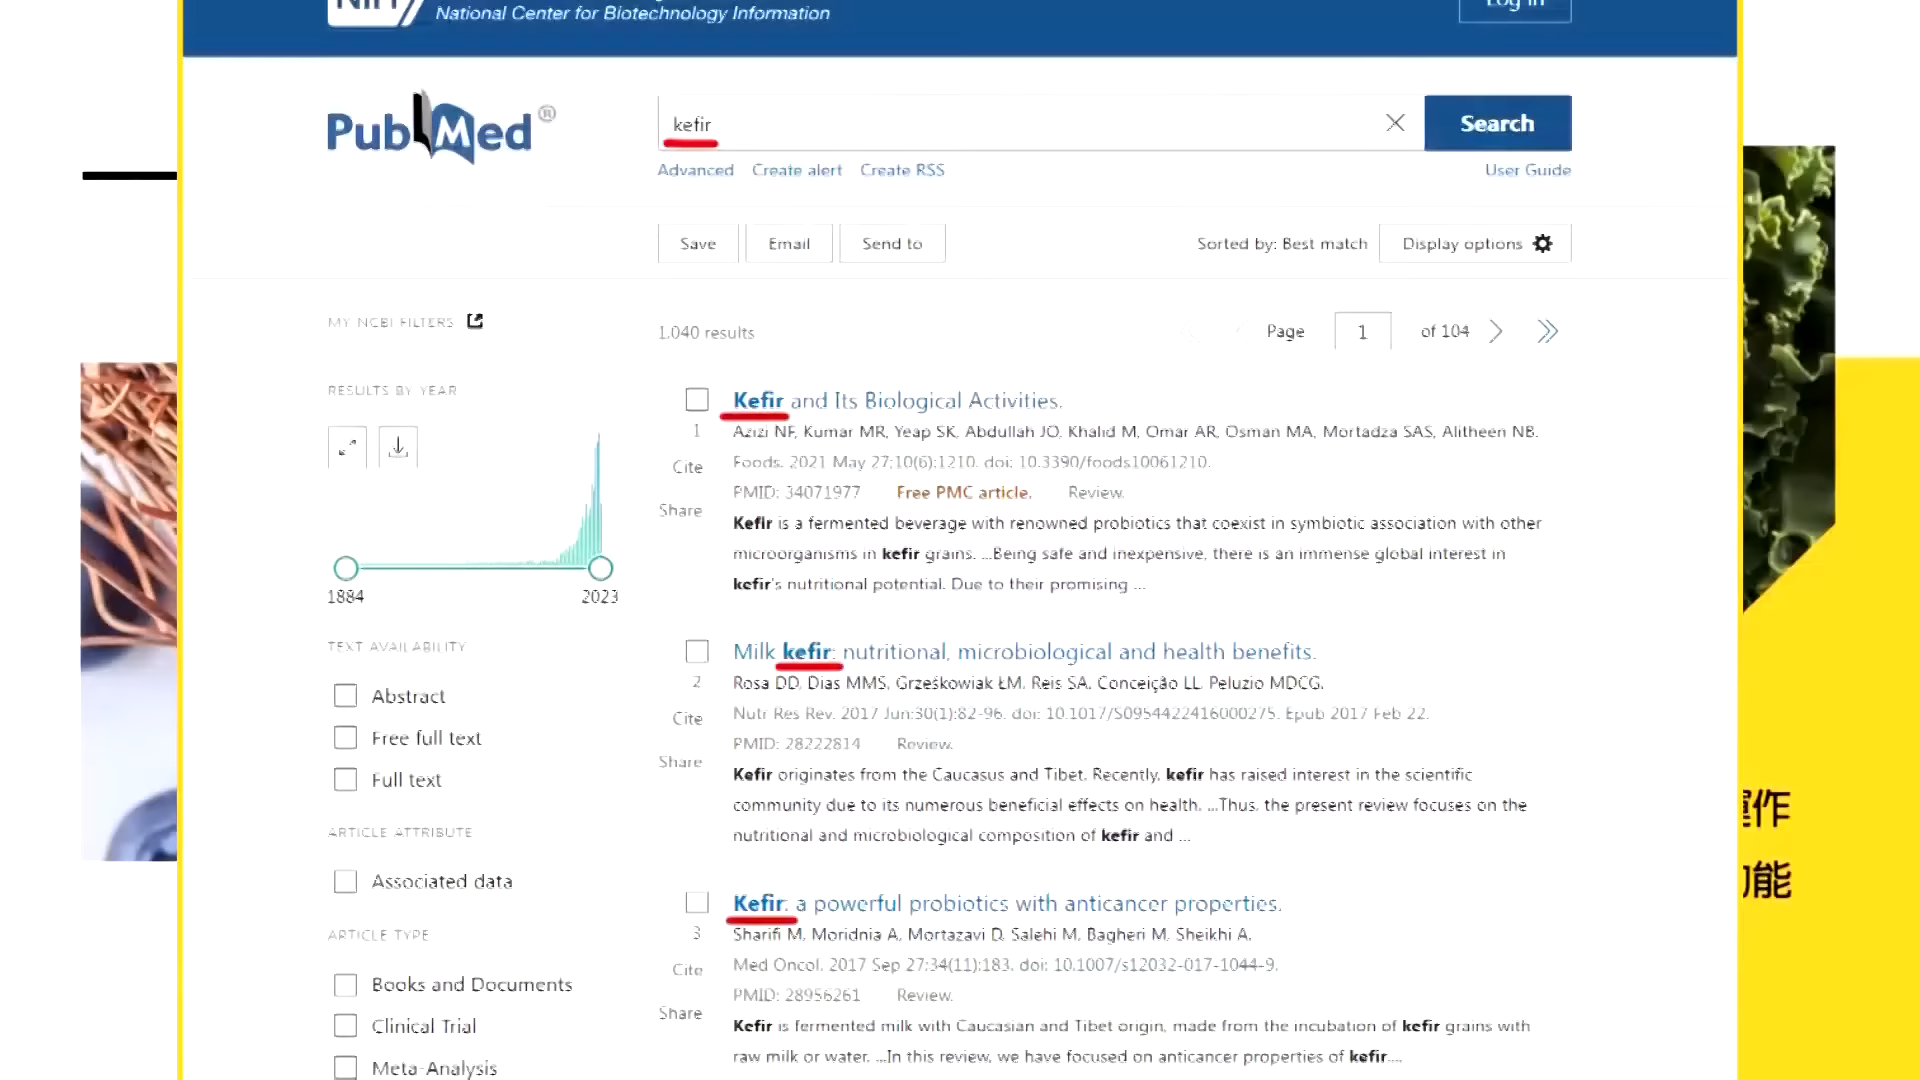 National Center for Biotechnology Information
Log in
PubMed®
kefir
Search
Advanced Create alert Create RSS
User Guide
Save Email Send to
Sorted by: Best match
Display options
MY NCBI FILTERS
1,040 results
Page 1 of 104
RESULTS BY YEAR
1884 2023
TEXT AVAILABILITY
Abstract
Free full text
Full text
ARTICLE ATTRIBUTE
Associated data
ARTICLE TYPE
Books and Documents
Clinical Trial
Meta-Analysis
Kefir and Its Biological Activities.
1
Cite
Share
Azizi NF, Kumar MR, Yeap SK, Abdullah JO, Khalid M, Omar AR, Osman MA, Mortadza SAS, Alitheen NB.
Foods. 2021 May 27;10(6):1210. doi: 10.3390/foods10061210.
PMID: 34071977 Free PMC article. Review.
Kefir is a fermented beverage with renowned probiotics that coexist in symbiotic association with other
microorganisms in kefir grains. ...Being safe and inexpensive, there is an immense global interest in
kefir's nutritional potential. Due to their promising ...
Milk kefir: nutritional, microbiological and health benefits.
2
Cite
Share
Rosa DD, Dias MMS, Grześkowiak ŁM, Reis SA, Conceição LL, Peluzio MDCG.
Nutr Res Rev. 2017 Jun;30(1):82-96. doi: 10.1017/S0954422416000275. Epub 2017 Feb 22.
PMID: 28222814 Review.
Kefir originates from the Caucasus and Tibet. Recently, kefir has raised interest in the scientific
community due to its numerous beneficial effects on health. ...Thus, the present review focuses on the
nutritional and microbiological composition of kefir and ...
Kefir: a powerful probiotics with anticancer properties.
3
Cite
Share
Sharifi M, Moridnia A, Mortazavi D, Salehi M, Bagheri M, Sheikhi A.
Med Oncol. 2017 Sep 27;34(11):183. doi: 10.1007/s12032-017-1044-9.
PMID: 28956261 Review.
Kefir is fermented milk with Caucasian and Tibet origin, made from the incubation of kefir grains with
raw milk or water. ...In this review, we have focused on anticancer properties of kefir....
作
能